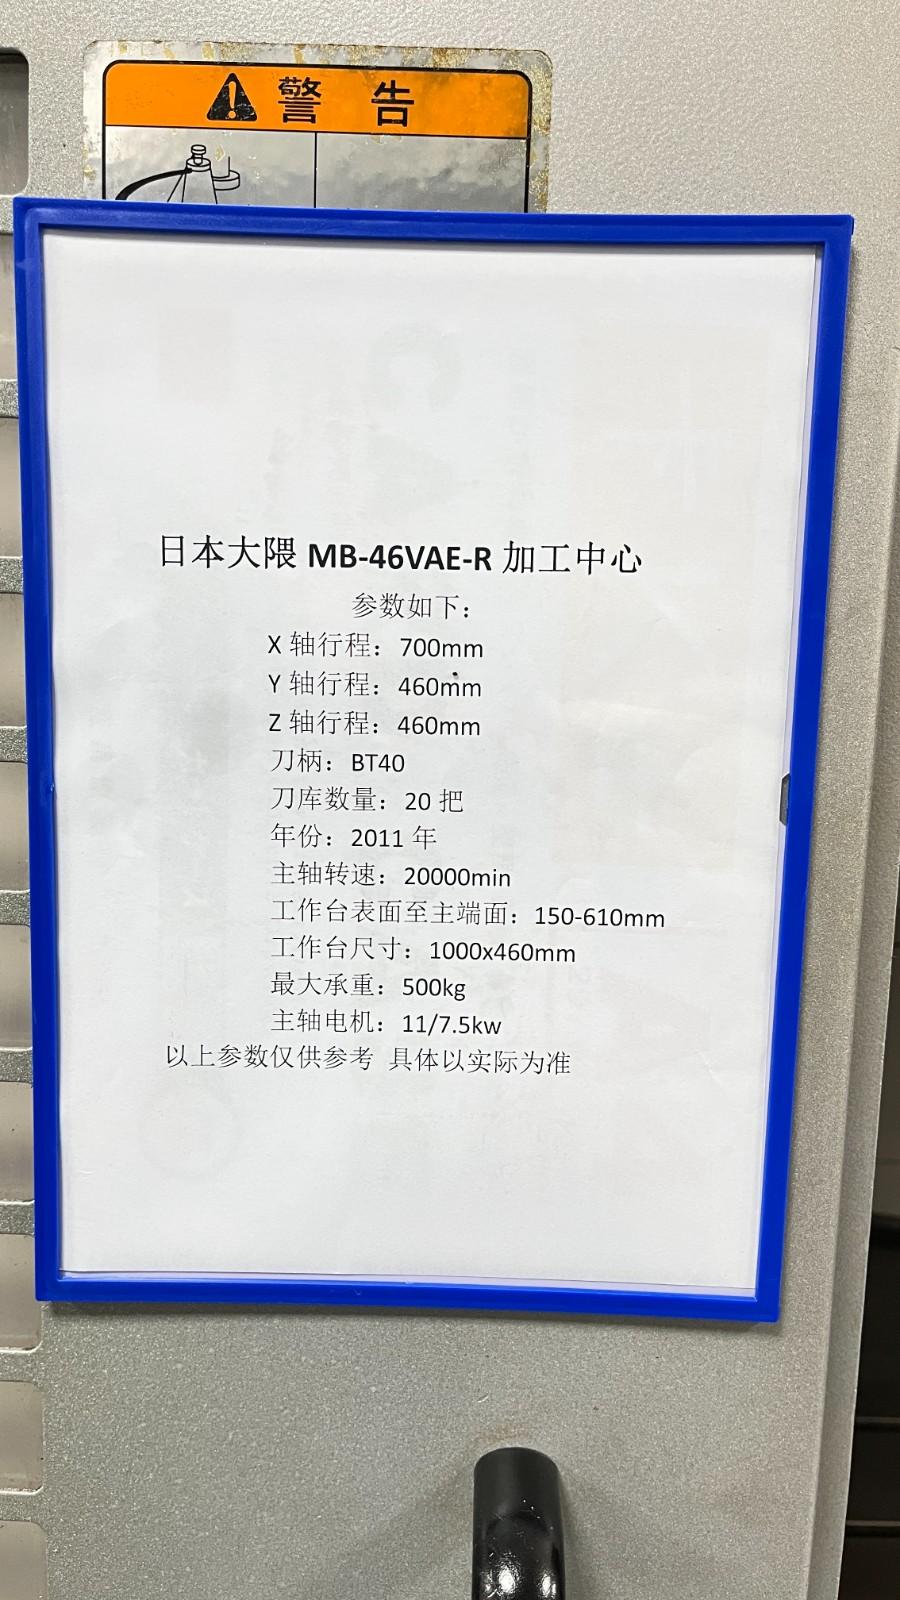 警 告
日本大隈 MB-46VAE-R 加工中心
参数如下：
X 轴行程：700mm
Y 轴行程：460mm
Z 轴行程：460mm
刀柄：BT40
刀库数量：20 把
年份：2011 年
主轴转速：20000min
工作台表面至主端面：150-610mm
工作台尺寸：1000x460mm
最大承重：500kg
主轴电机：11/7.5kw
以上参数仅供参考 具体以实际为准